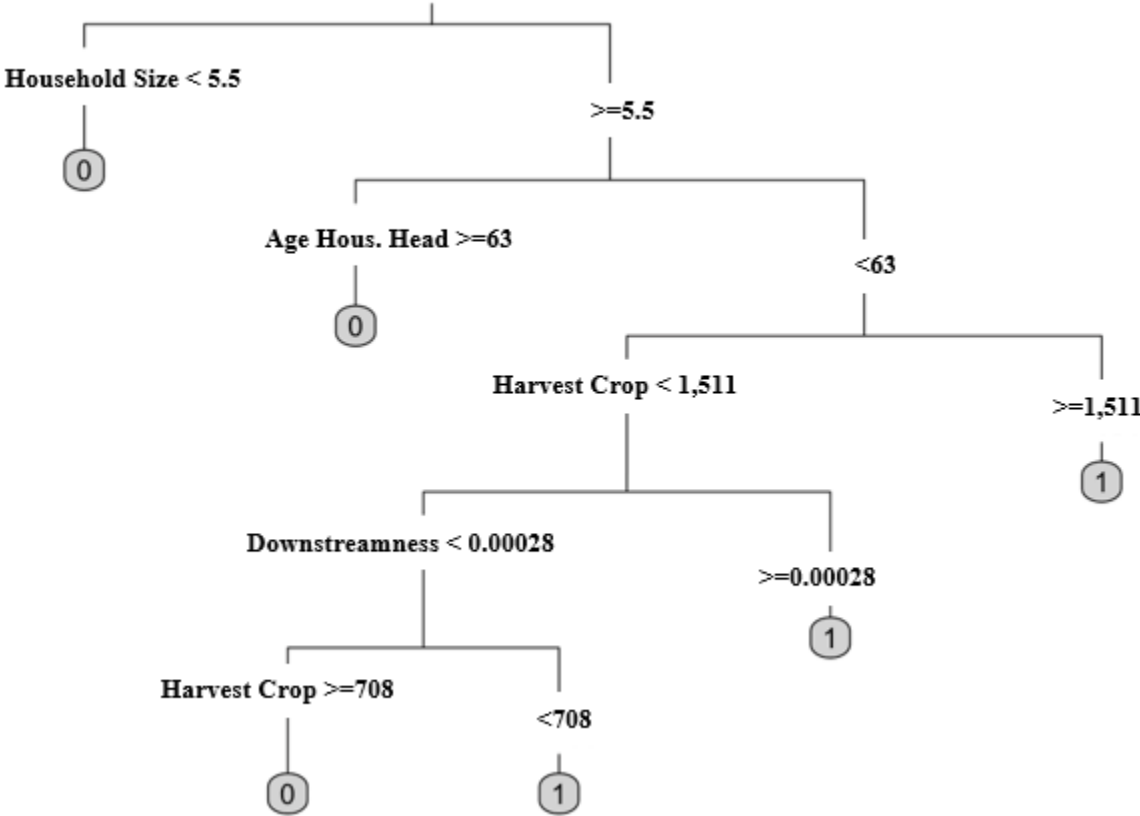 Household Size < 5.5
>=5.5
0
Age Hous. Head >=63
<63
0
Harvest Crop < 1,511
>=1,511
1
Downstreamness < 0.00028
>=0.00028
1
Harvest Crop >=708
<708
0
1